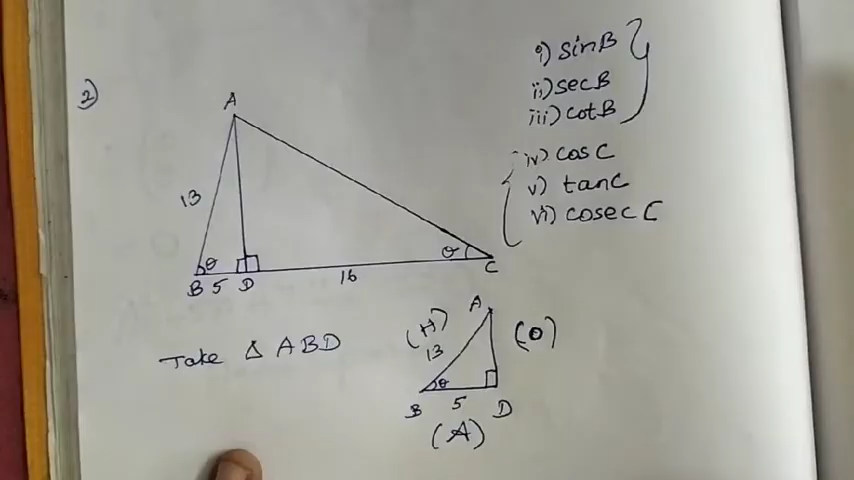 2)
A
13
θ
B 5 D
16
θ
C
i) sinB
ii) secB
iii) cotB
iv) cos C
v) tanC
vi) cosec C
Take Δ ABD
A
(H)
13
(O)
θ
B 5 D
(A)